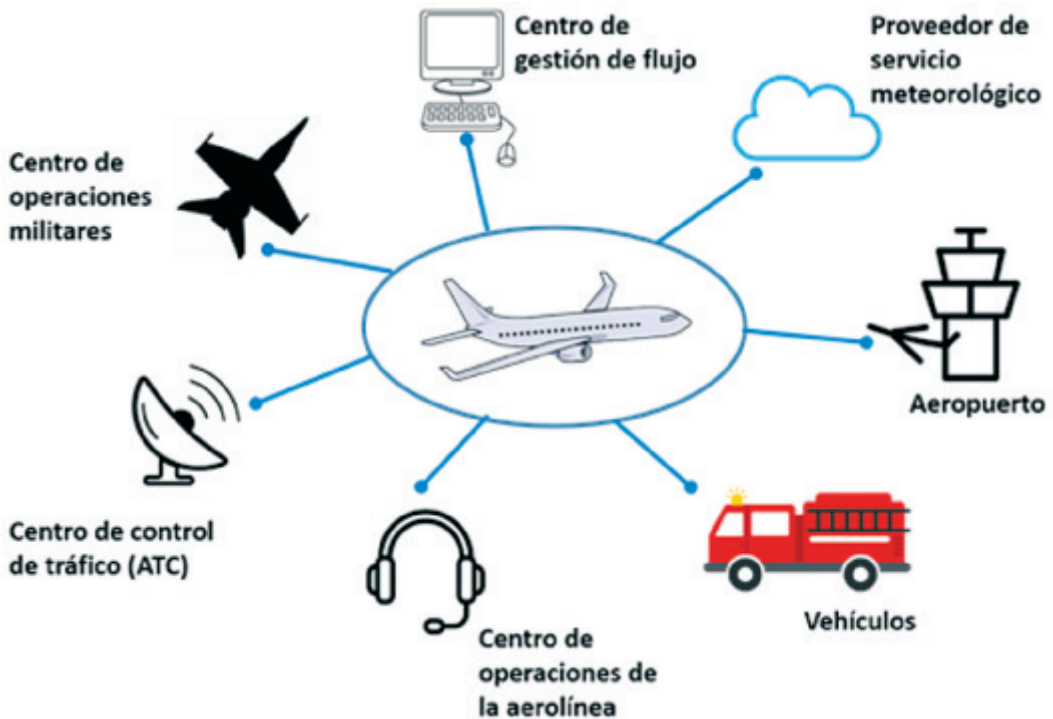 Centro de
gestión de flujo
Proveedor de
servicio
meteorológico
Centro de
operaciones
militares
Aeropuerto
Centro de control
de tráfico (ATC)
Vehículos
Centro de
operaciones de
la aerolínea